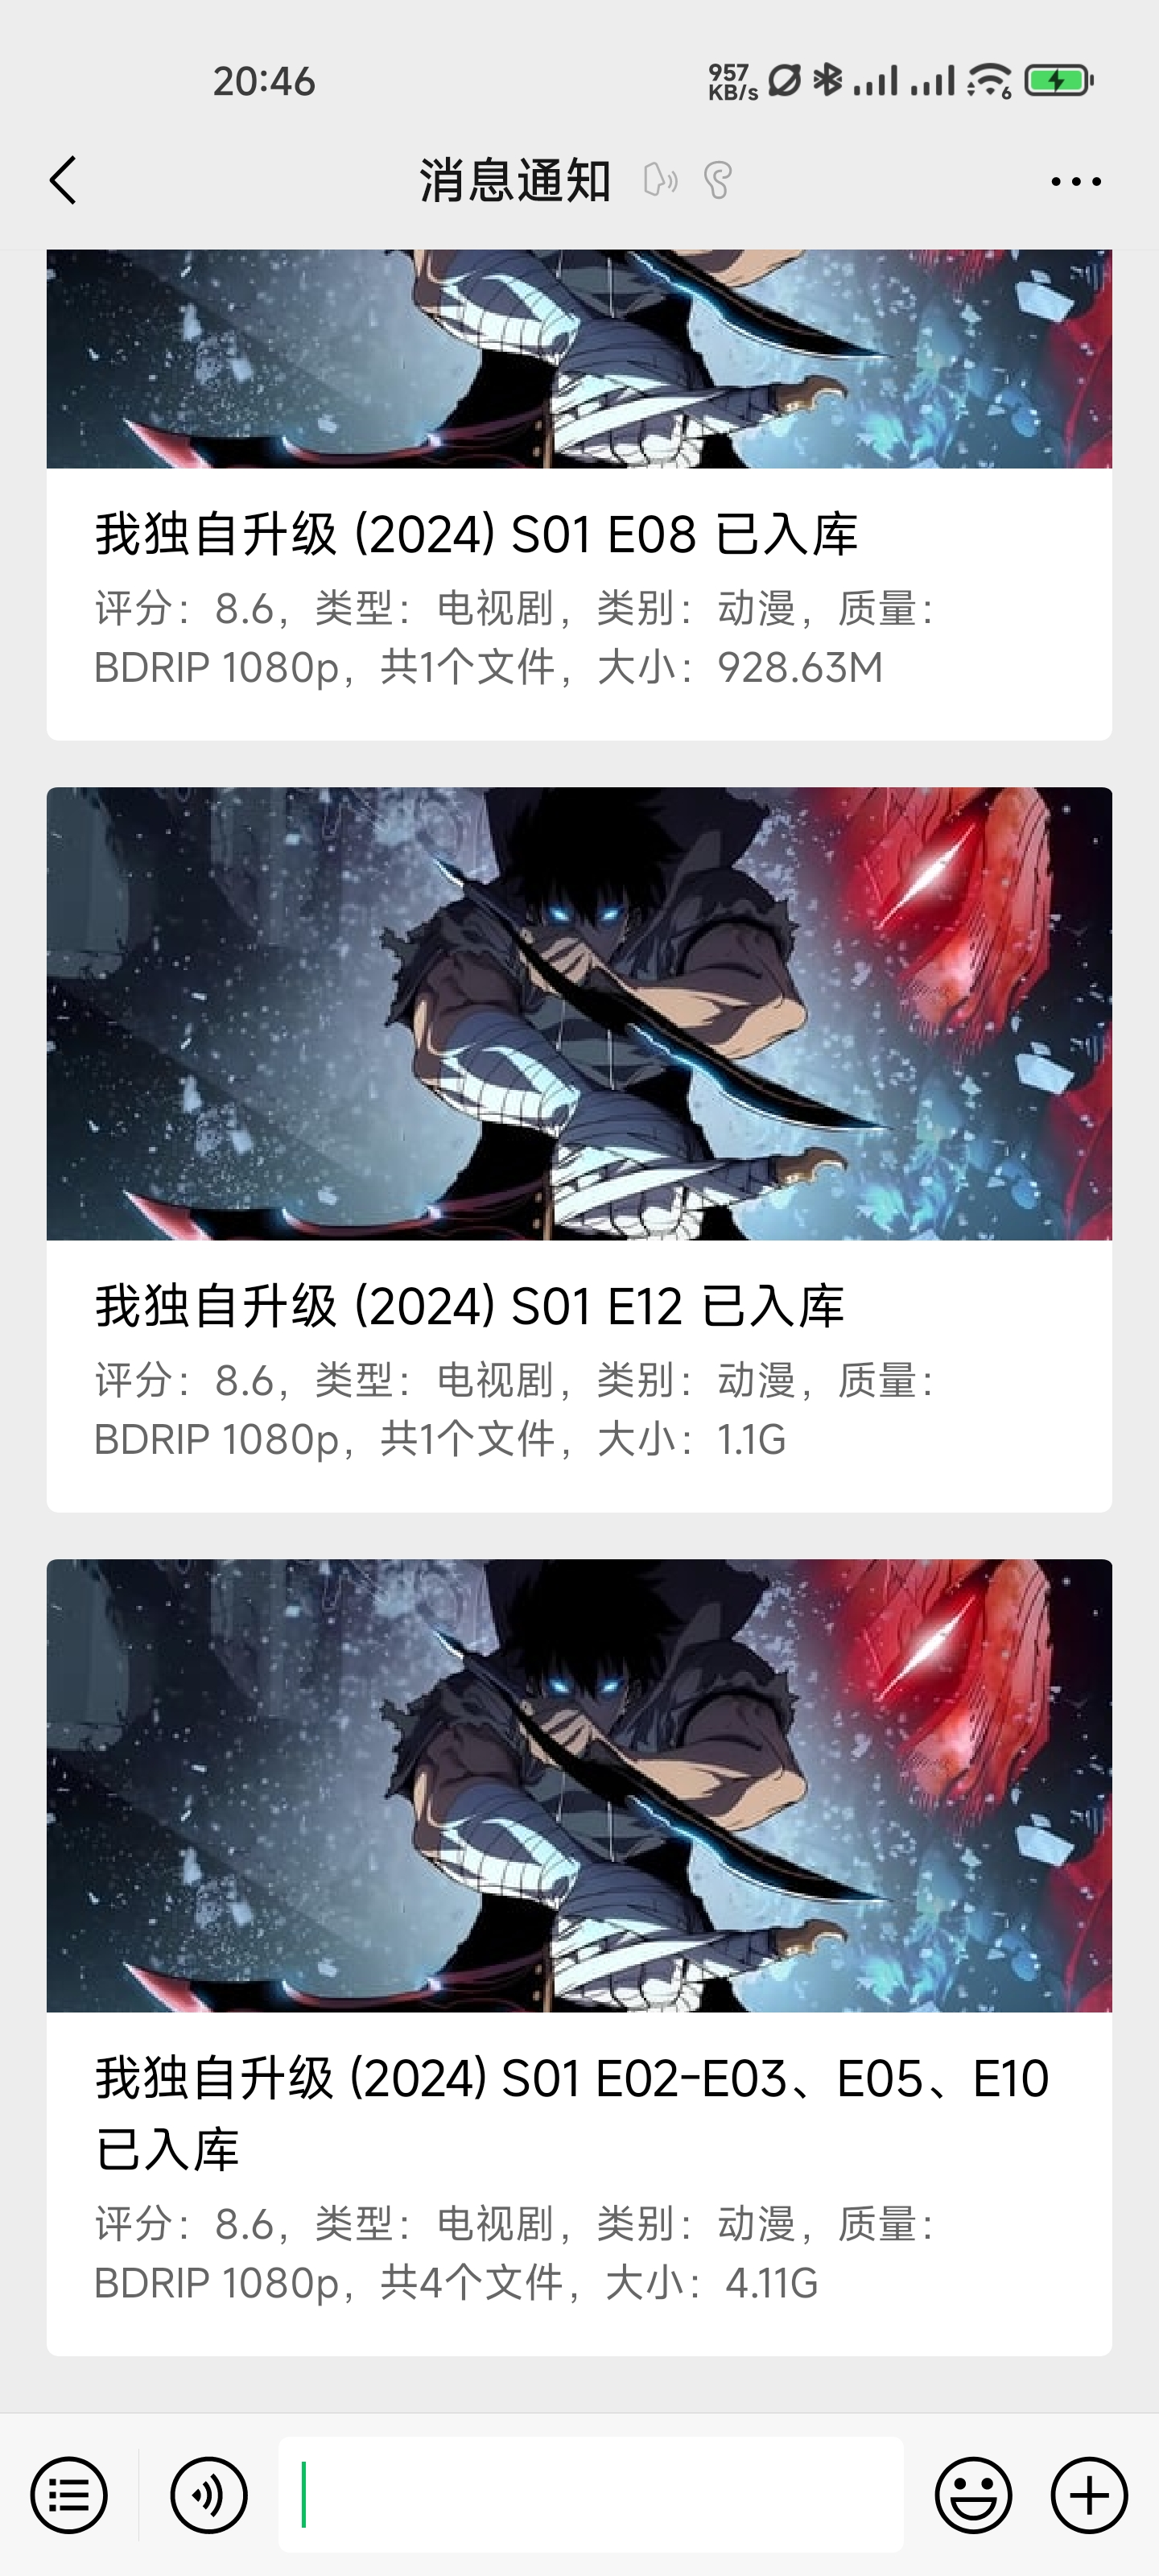 20:46
957
KB/s
6
消息通知
我独自升级 (2024) S01 E08 已入库
评分：8.6，类型：电视剧，类别：动漫，质量：
BDRIP 1080p，共1个文件，大小：928.63M
我独自升级 (2024) S01 E12 已入库
评分：8.6，类型：电视剧，类别：动漫，质量：
BDRIP 1080p，共1个文件，大小：1.1G
我独自升级 (2024) S01 E02-E03、E05、E10
已入库
评分：8.6，类型：电视剧，类别：动漫，质量：
BDRIP 1080p，共4个文件，大小：4.11G